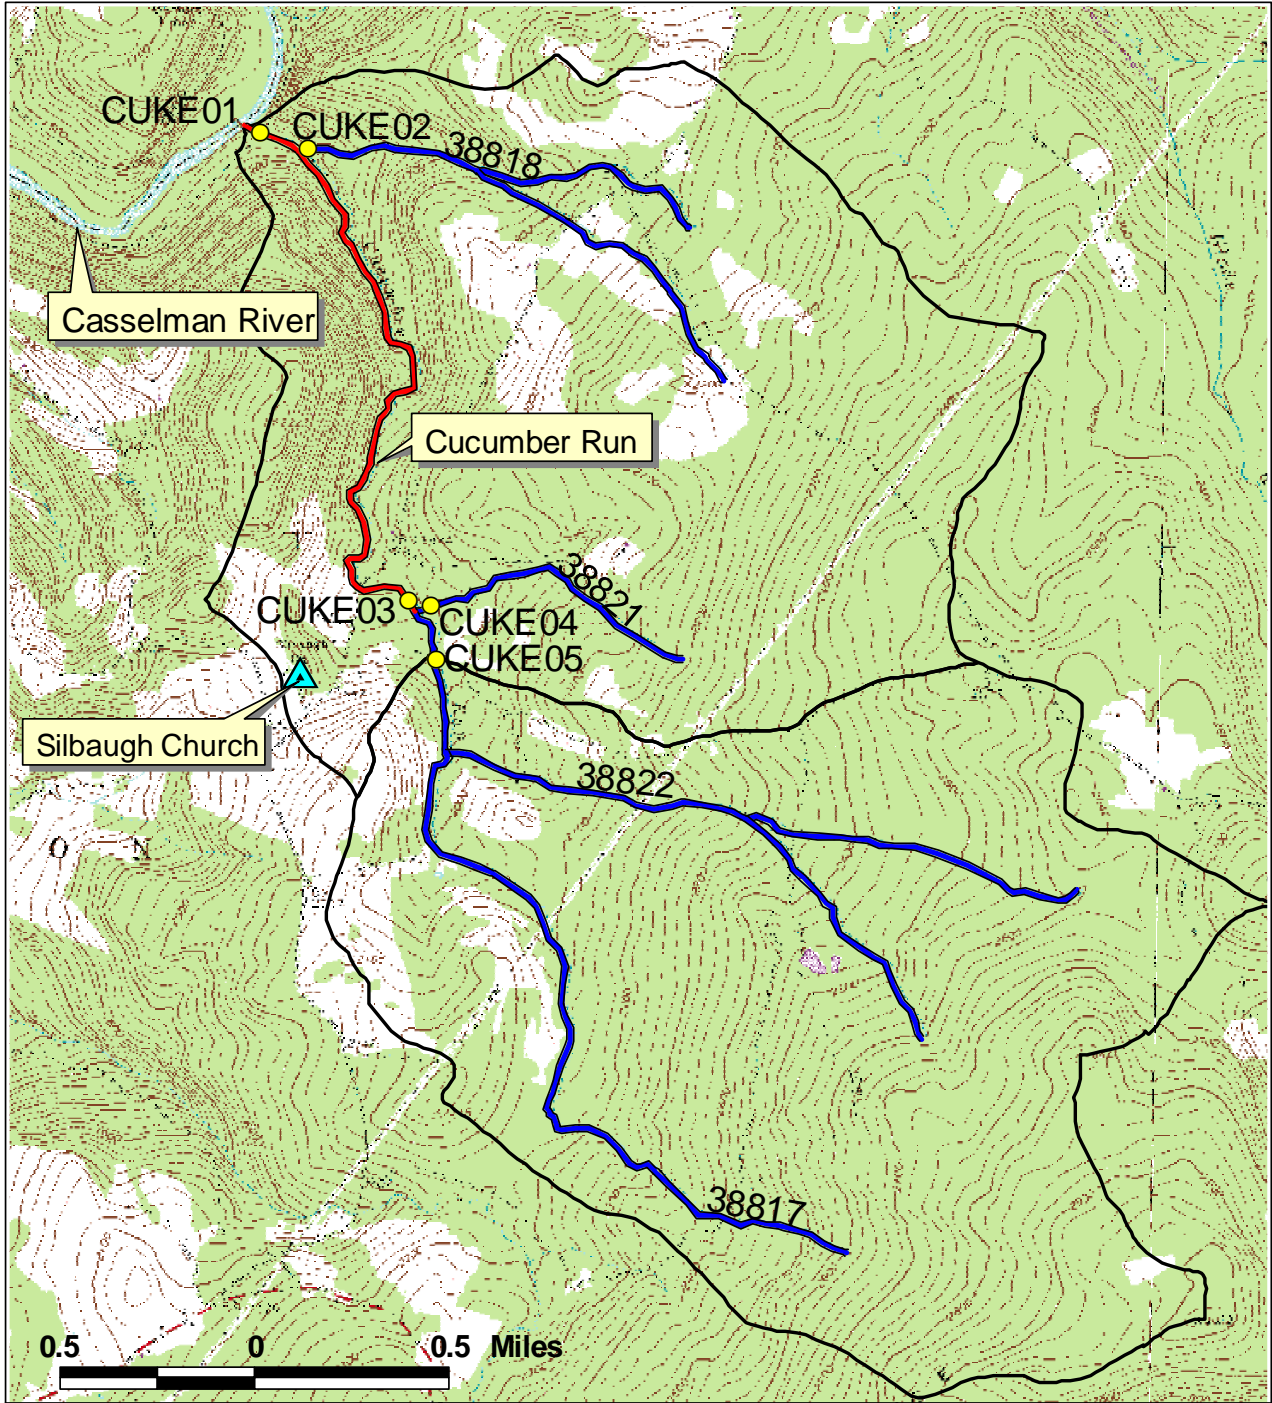 CUKE01
CUKE02
38818
Casselman River
Cucumber Run
38821
CUKE03
CUKE04
CUKE05
Silbaugh Church
38822
O N
38817
0.5 0 0.5 Miles